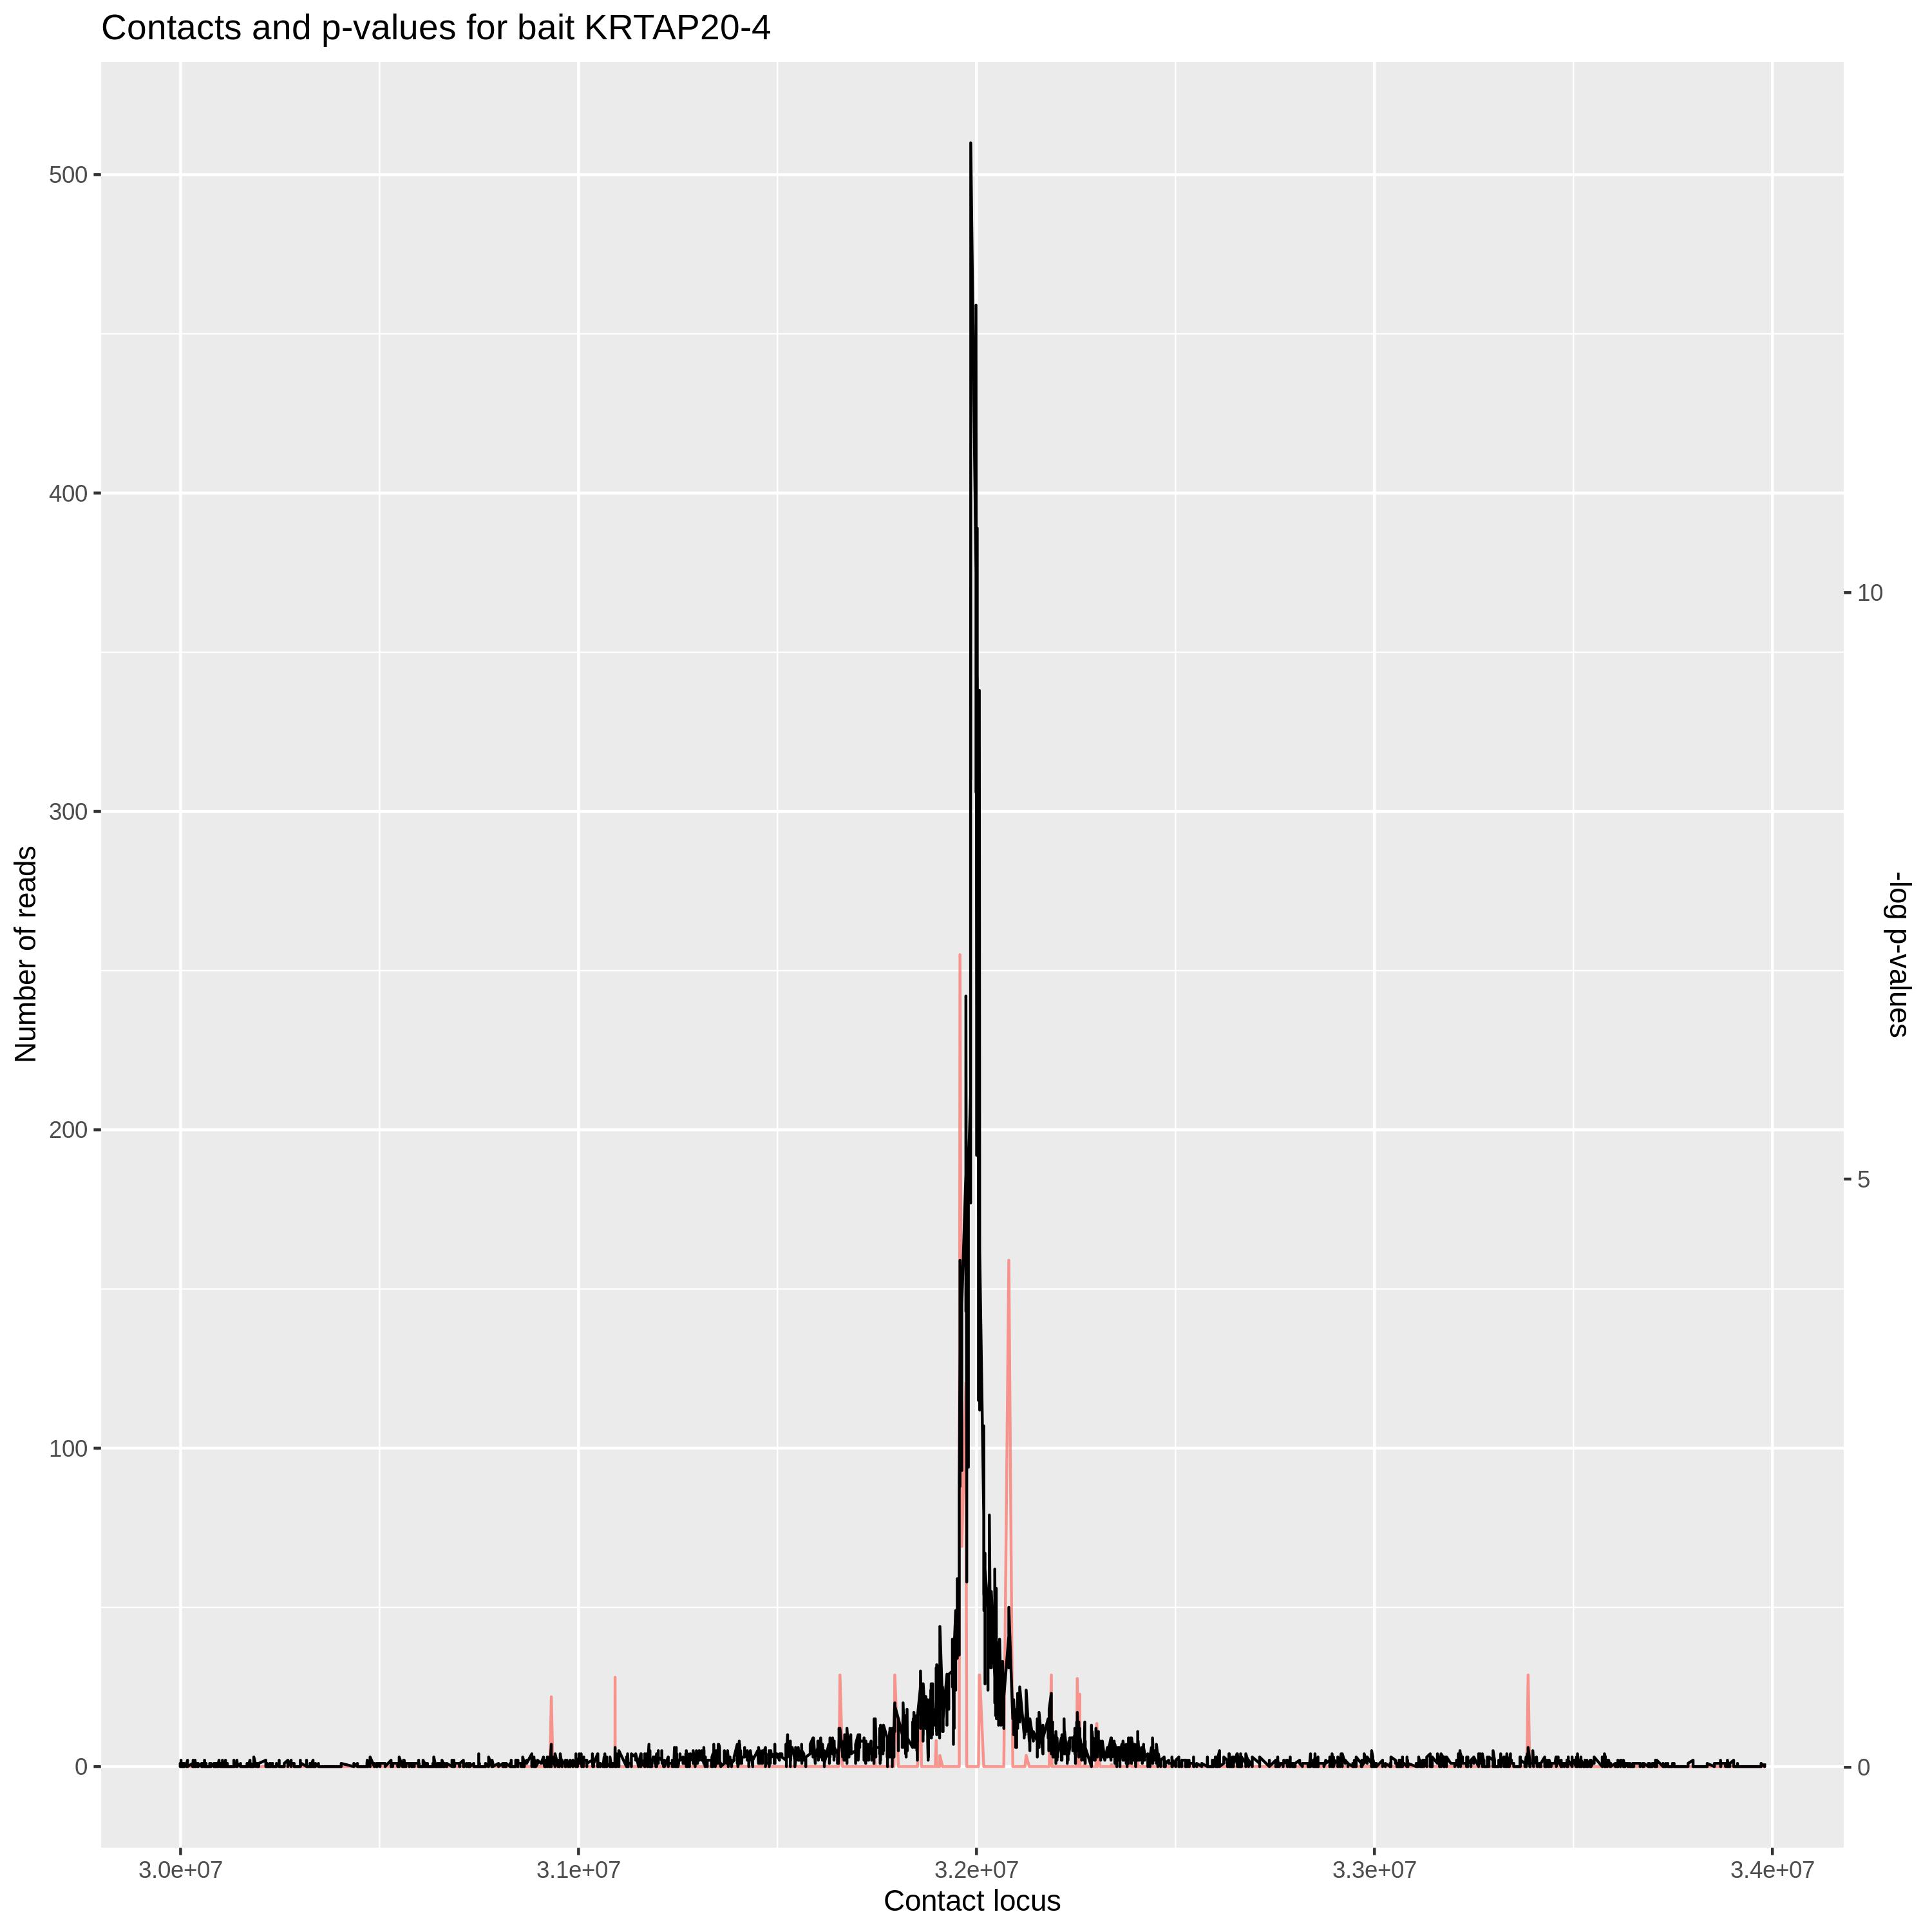 Contacts and p-values for bait KRTAP20-4
500
400
300
200
100
0
Number of reads
10
5
0
-log p-values
3.0e+07 3.1e+07 3.2e+07 3.3e+07 3.4e+07
Contact locus